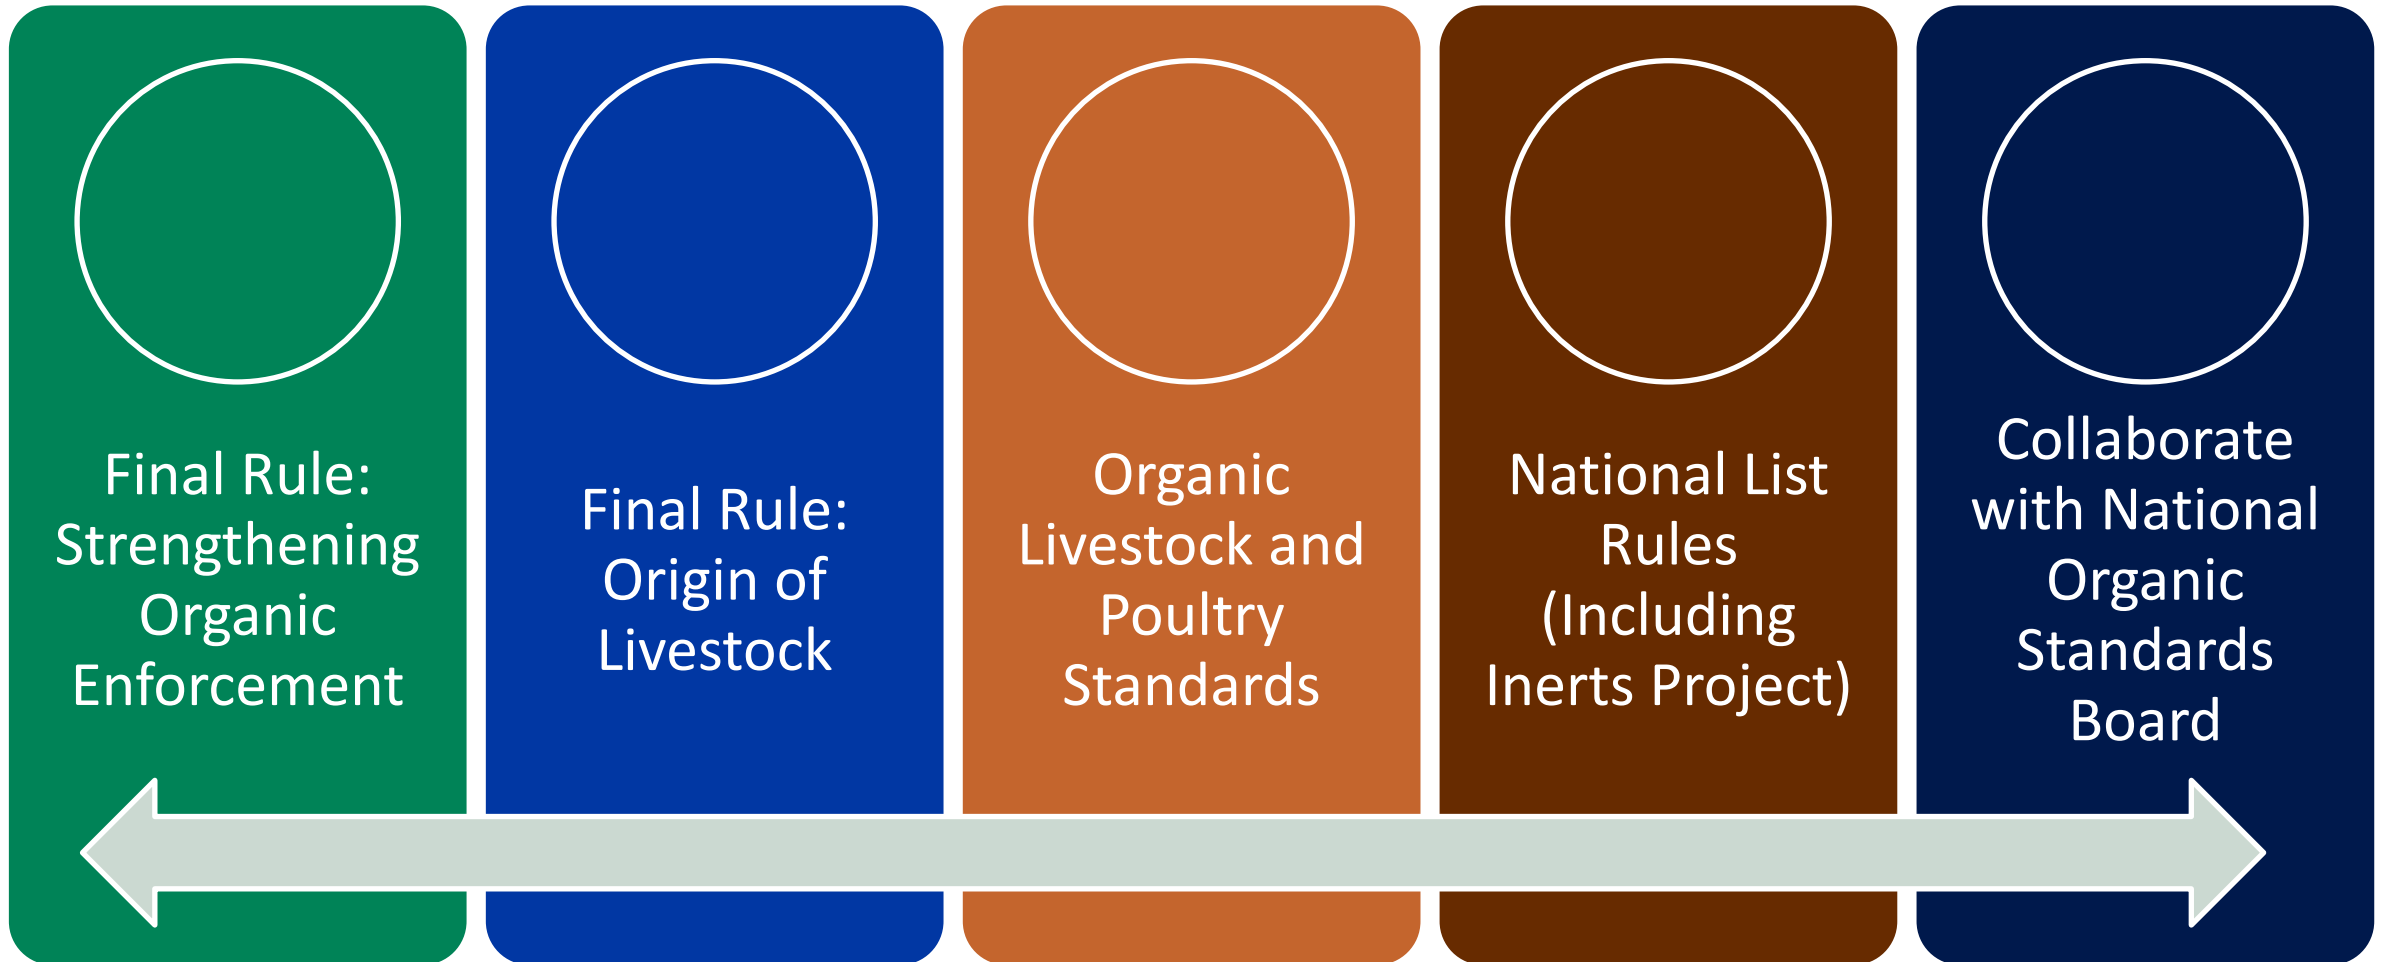 Final Rule:
Strengthening
Organic
Enforcement
Final Rule:
Origin of
Livestock
Organic
Livestock and
Poultry
Standards
National List
Rules
(Including
Inerts Project)
Collaborate
with National
Organic
Standards
Board